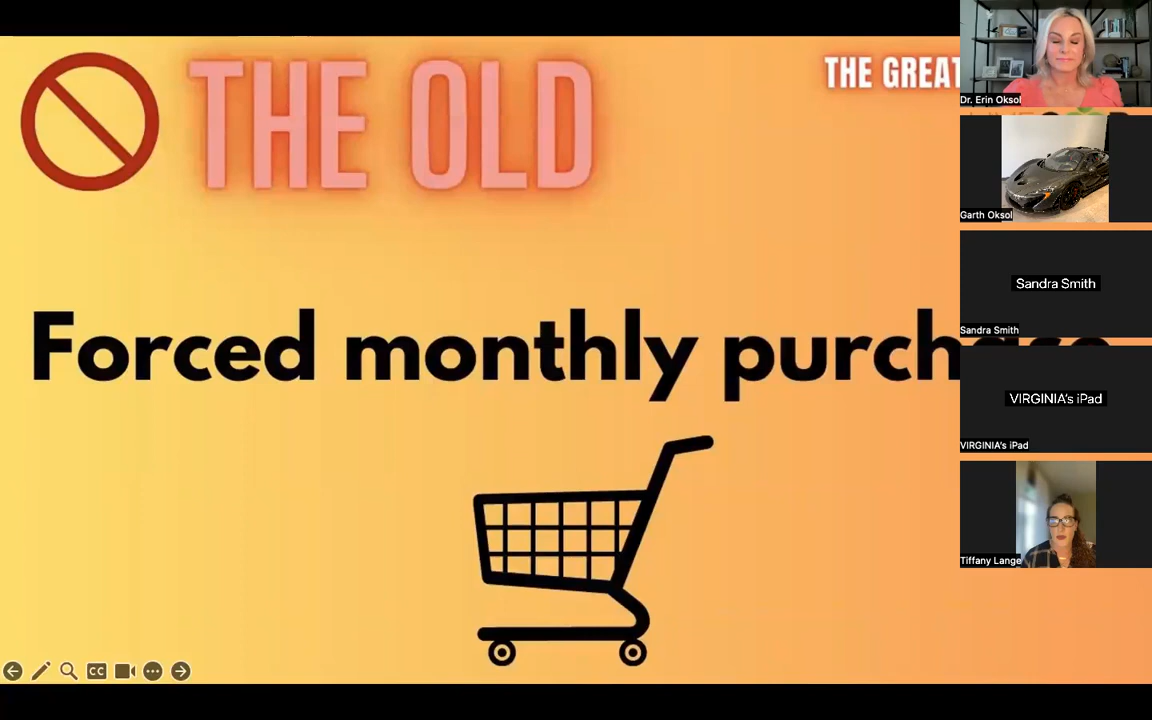 THE OLD
THE GREAT
Forced monthly purch
CC
Dr. Erin Oksol
Garth Oksol
Sandra Smith
Sandra Smith
VIRGINIA's iPad
VIRGINIA's iPad
Tiffany Lange